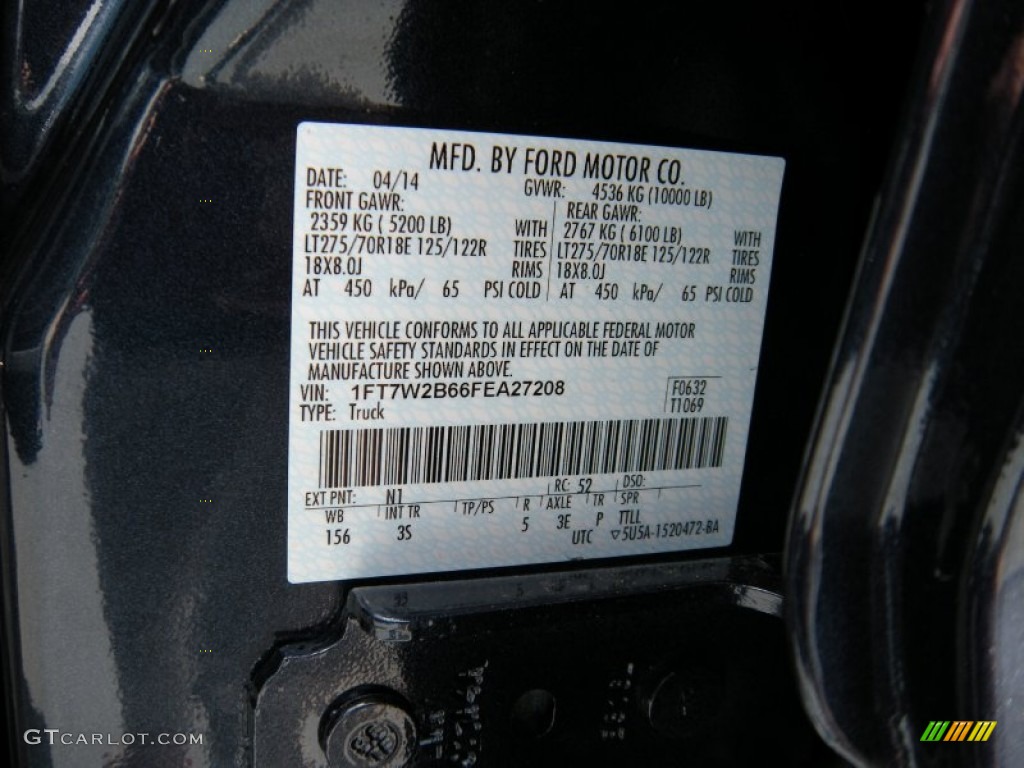 MFD. BY FORD MOTOR CO.
DATE: 04/14 GVWR: 4536 KG (10000 LB)
FRONT GAWR: REAR GAWR:
2359 KG ( 5200 LB) WITH 2767 KG ( 6100 LB) WITH
LT275/70R18E 125/122R TIRES LT275/70R18E 125/122R TIRES
18X8.0J RIMS 18X8.0J RIMS
AT 450 kPa/ 65 PSI COLD AT 450 kPa/ 65 PSI COLD
THIS VEHICLE CONFORMS TO ALL APPLICABLE FEDERAL MOTOR
VEHICLE SAFETY STANDARDS IN EFFECT ON THE DATE OF
MANUFACTURE SHOWN ABOVE.
VIN: 1FT7W2B66FEA27208 F0632
TYPE: Truck T1069
EXT PNT: N1 RC: 52 DSO:
WB INT TR TP/PS R AXLE TR SPR
156 3S 5 3E P TTLL
UTC ▽5U5A-1520472-BA
GTCARLOT.COM